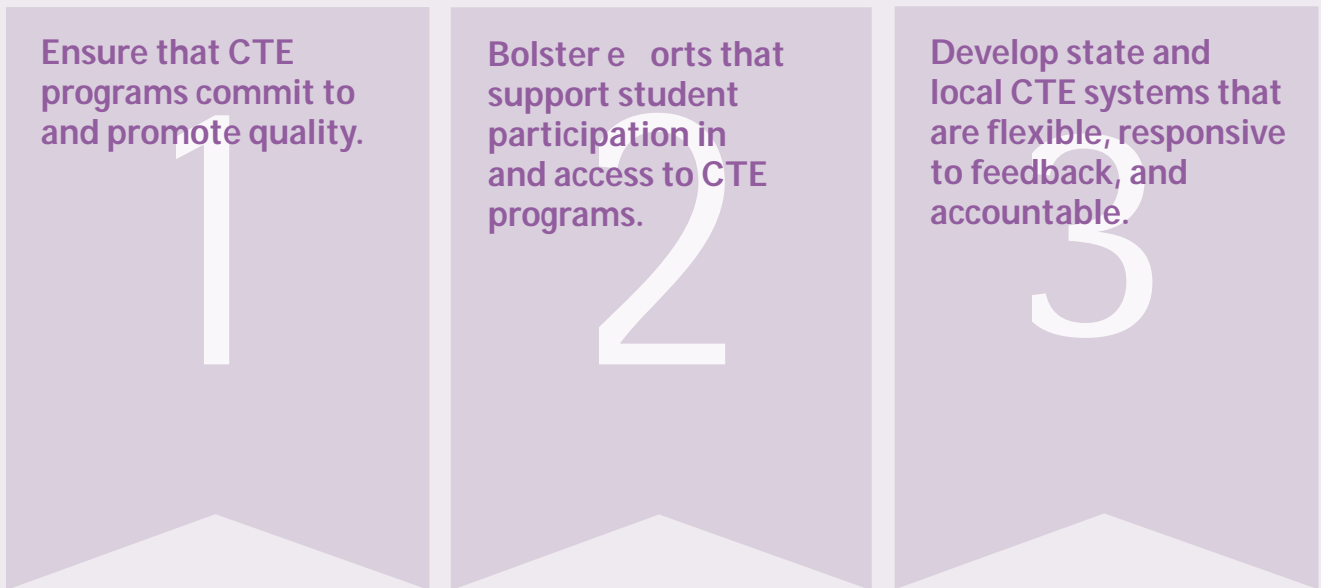 1
Ensure that CTE
programs commit to
and promote quality.
2
Bolster e orts that
support student
participation in
and access to CTE
programs.
3
Develop state and
local CTE systems that
are flexible, responsive
to feedback, and
accountable.